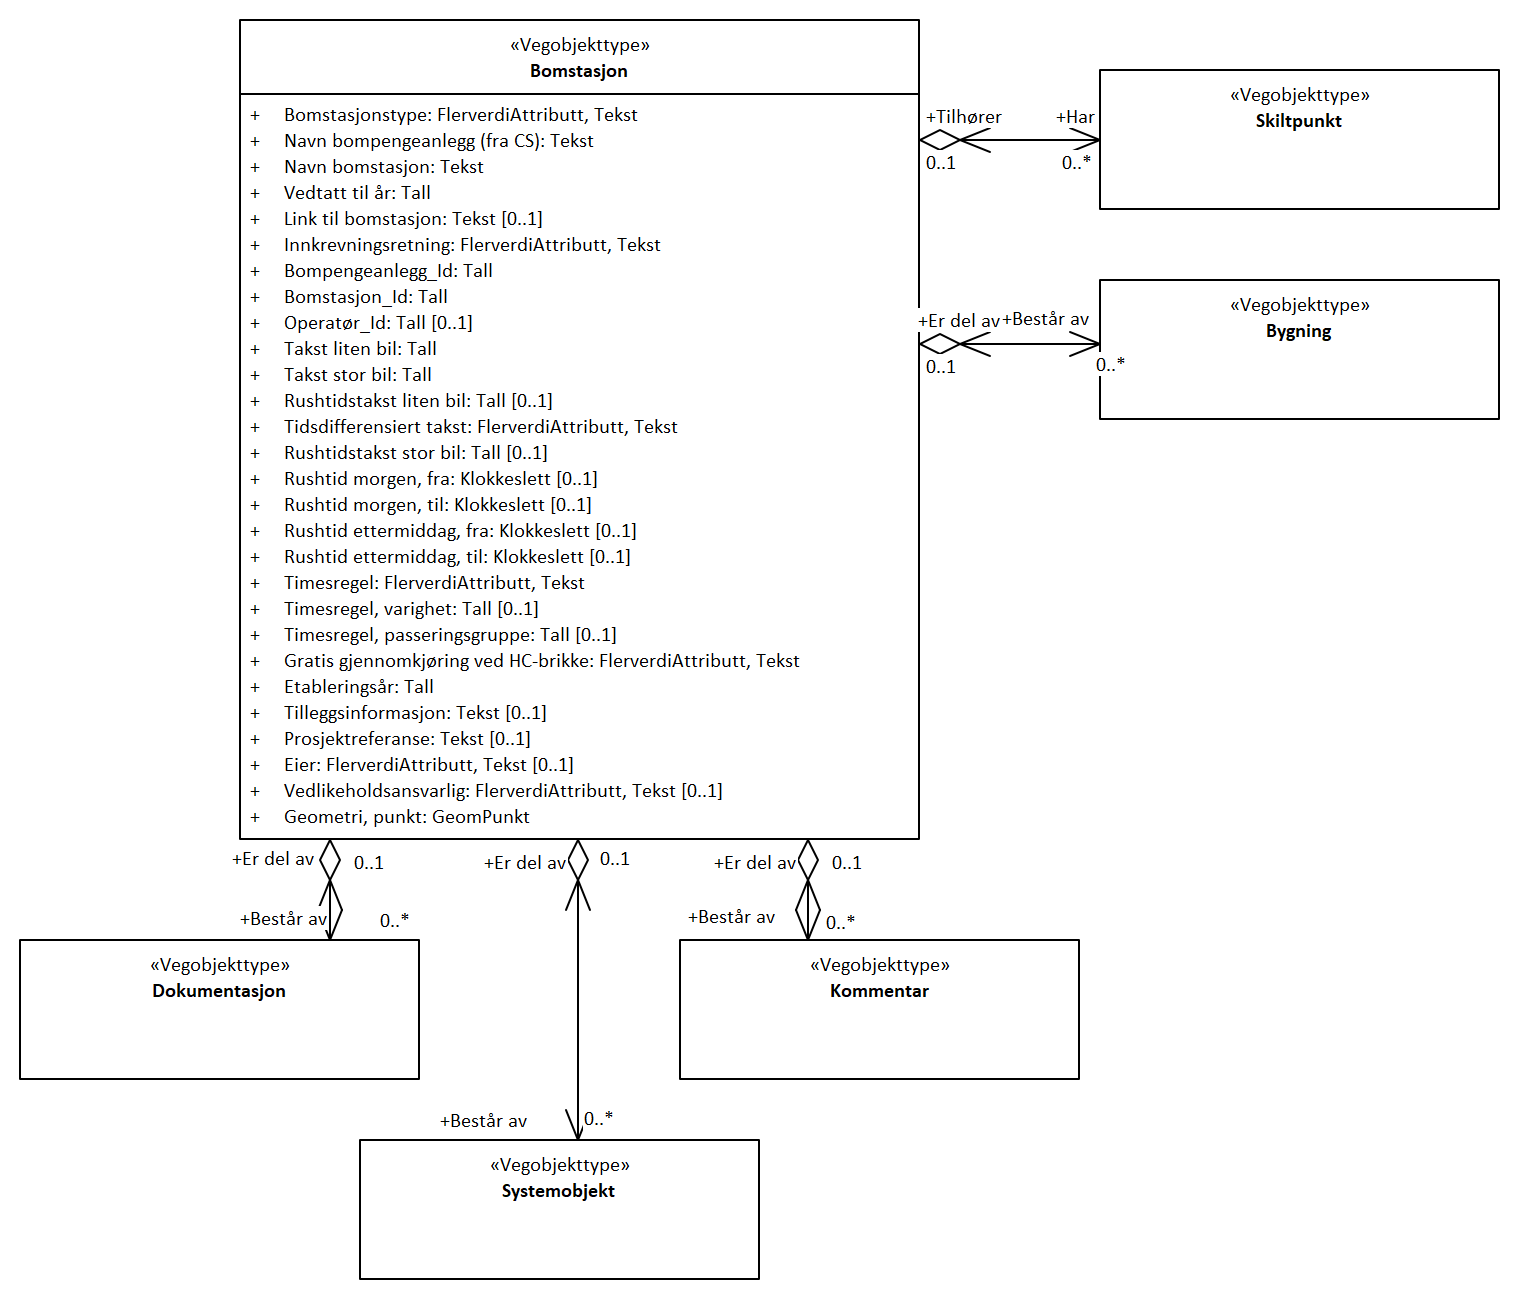 «Vegobjekttype»
Bomstasjon
+ Bomstasjonstype: FlerverdiAttributt, Tekst
+ Navn bompengeanlegg (fra CS): Tekst
+ Navn bomstasjon: Tekst
+ Vedtatt til år: Tall
+ Link til bomstasjon: Tekst [0..1]
+ Innkrevningsretning: FlerverdiAttributt, Tekst
+ Bompengeanlegg_Id: Tall
+ Bomstasjon_Id: Tall
+ Operatør_Id: Tall [0..1]
+ Takst liten bil: Tall
+ Takst stor bil: Tall
+ Rushtidstakst liten bil: Tall [0..1]
+ Tidsdifferensiert takst: FlerverdiAttributt, Tekst
+ Rushtidstakst stor bil: Tall [0..1]
+ Rushtid morgen, fra: Klokkeslett [0..1]
+ Rushtid morgen, til: Klokkeslett [0..1]
+ Rushtid ettermiddag, fra: Klokkeslett [0..1]
+ Rushtid ettermiddag, til: Klokkeslett [0..1]
+ Timesregel: FlerverdiAttributt, Tekst
+ Timesregel, varighet: Tall [0..1]
+ Timesregel, passeringsgruppe: Tall [0..1]
+ Gratis gjennomkjøring ved HC-brikke: FlerverdiAttributt, Tekst
+ Etableringsår: Tall
+ Tilleggsinformasjon: Tekst [0..1]
+ Prosjektreferanse: Tekst [0..1]
+ Eier: FlerverdiAttributt, Tekst [0..1]
+ Vedlikeholdsansvarlig: FlerverdiAttributt, Tekst [0..1]
+ Geometri, punkt: GeomPunkt
+Tilhører +Har
0..1 0..*
«Vegobjekttype»
Skiltpunkt
+Er del av +Består av
0..1 0..*
«Vegobjekttype»
Bygning
+Er del av 0..1
+Består av 0..*
«Vegobjekttype»
Dokumentasjon
+Er del av 0..1
+Består av 0..*
«Vegobjekttype»
Systemobjekt
+Er del av 0..1
+Består av 0..*
«Vegobjekttype»
Kommentar